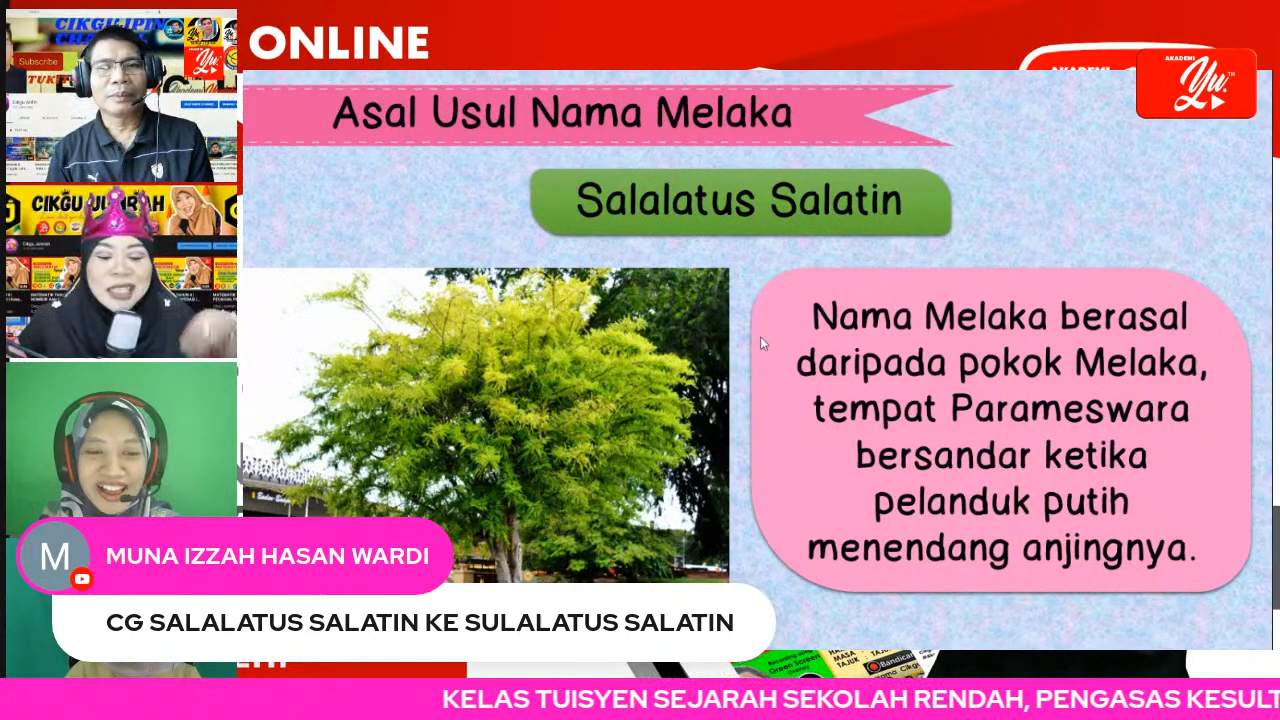 ONLINE
AKADEMI
Yu.
Asal Usul Nama Melaka
Salalatus Salatin
Nama Melaka berasal
daripada pokok Melaka,
tempat Parameswara
bersandar ketika
pelanduk putih
menendang anjingnya.
CIKGU
Subscribe
M
MUNA IZZAH HASAN WARDI
CG SALALATUS SALATIN KE SULALATUS SALATIN
KELAS TUISYEN SEJARAH SEKOLAH RENDAH, PENGASAS KESULT